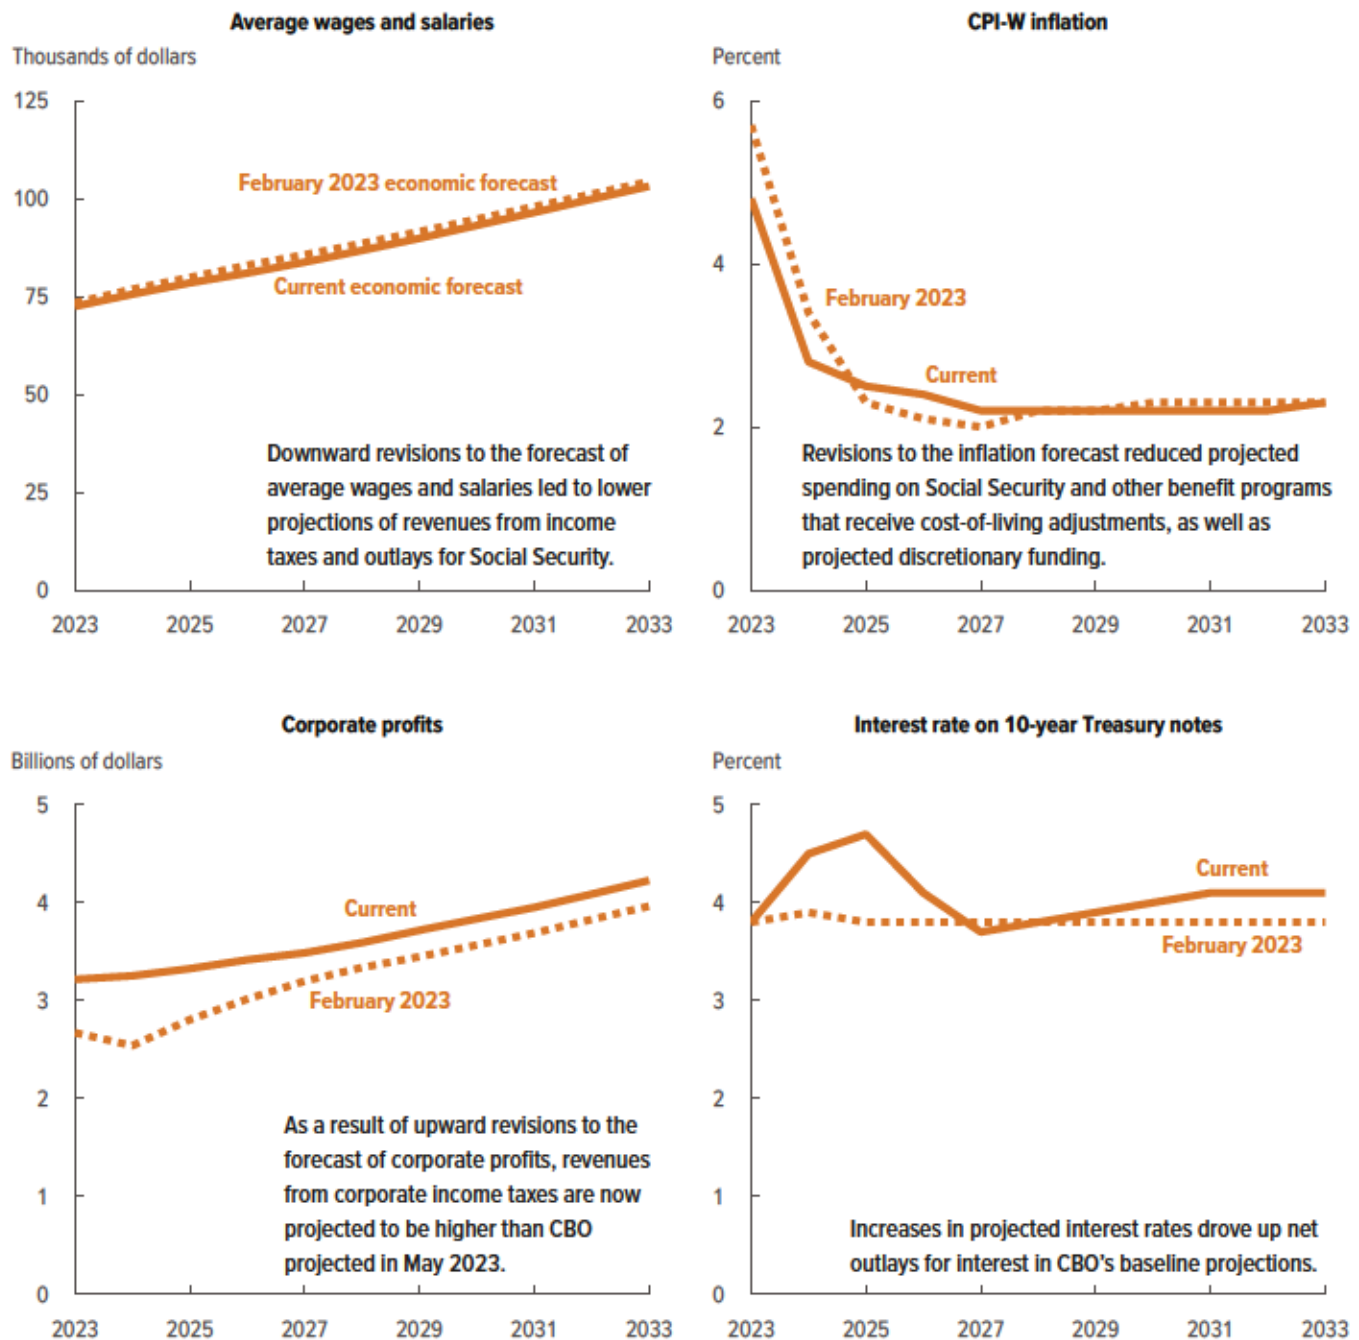 Average wages and salaries
Thousands of dollars
125
100
75
50
25
0
February 2023 economic forecast
Current economic forecast
Downward revisions to the forecast of
average wages and salaries led to lower
projections of revenues from income
taxes and outlays for Social Security.
2023 2025 2027 2029 2031 2033
CPI-W inflation
Percent
6
4
2
0
February 2023
Current
Revisions to the inflation forecast reduced projected
spending on Social Security and other benefit programs
that receive cost-of-living adjustments, as well as
projected discretionary funding.
2023 2025 2027 2029 2031 2033
Corporate profits
Billions of dollars
5
4
3
2
1
0
Current
February 2023
As a result of upward revisions to the
forecast of corporate profits, revenues
from corporate income taxes are now
projected to be higher than CBO
projected in May 2023.
2023 2025 2027 2029 2031 2033
Interest rate on 10-year Treasury notes
Percent
5
4
3
2
1
0
Current
February 2023
Increases in projected interest rates drove up net
outlays for interest in CBO's baseline projections.
2023 2025 2027 2029 2031 2033